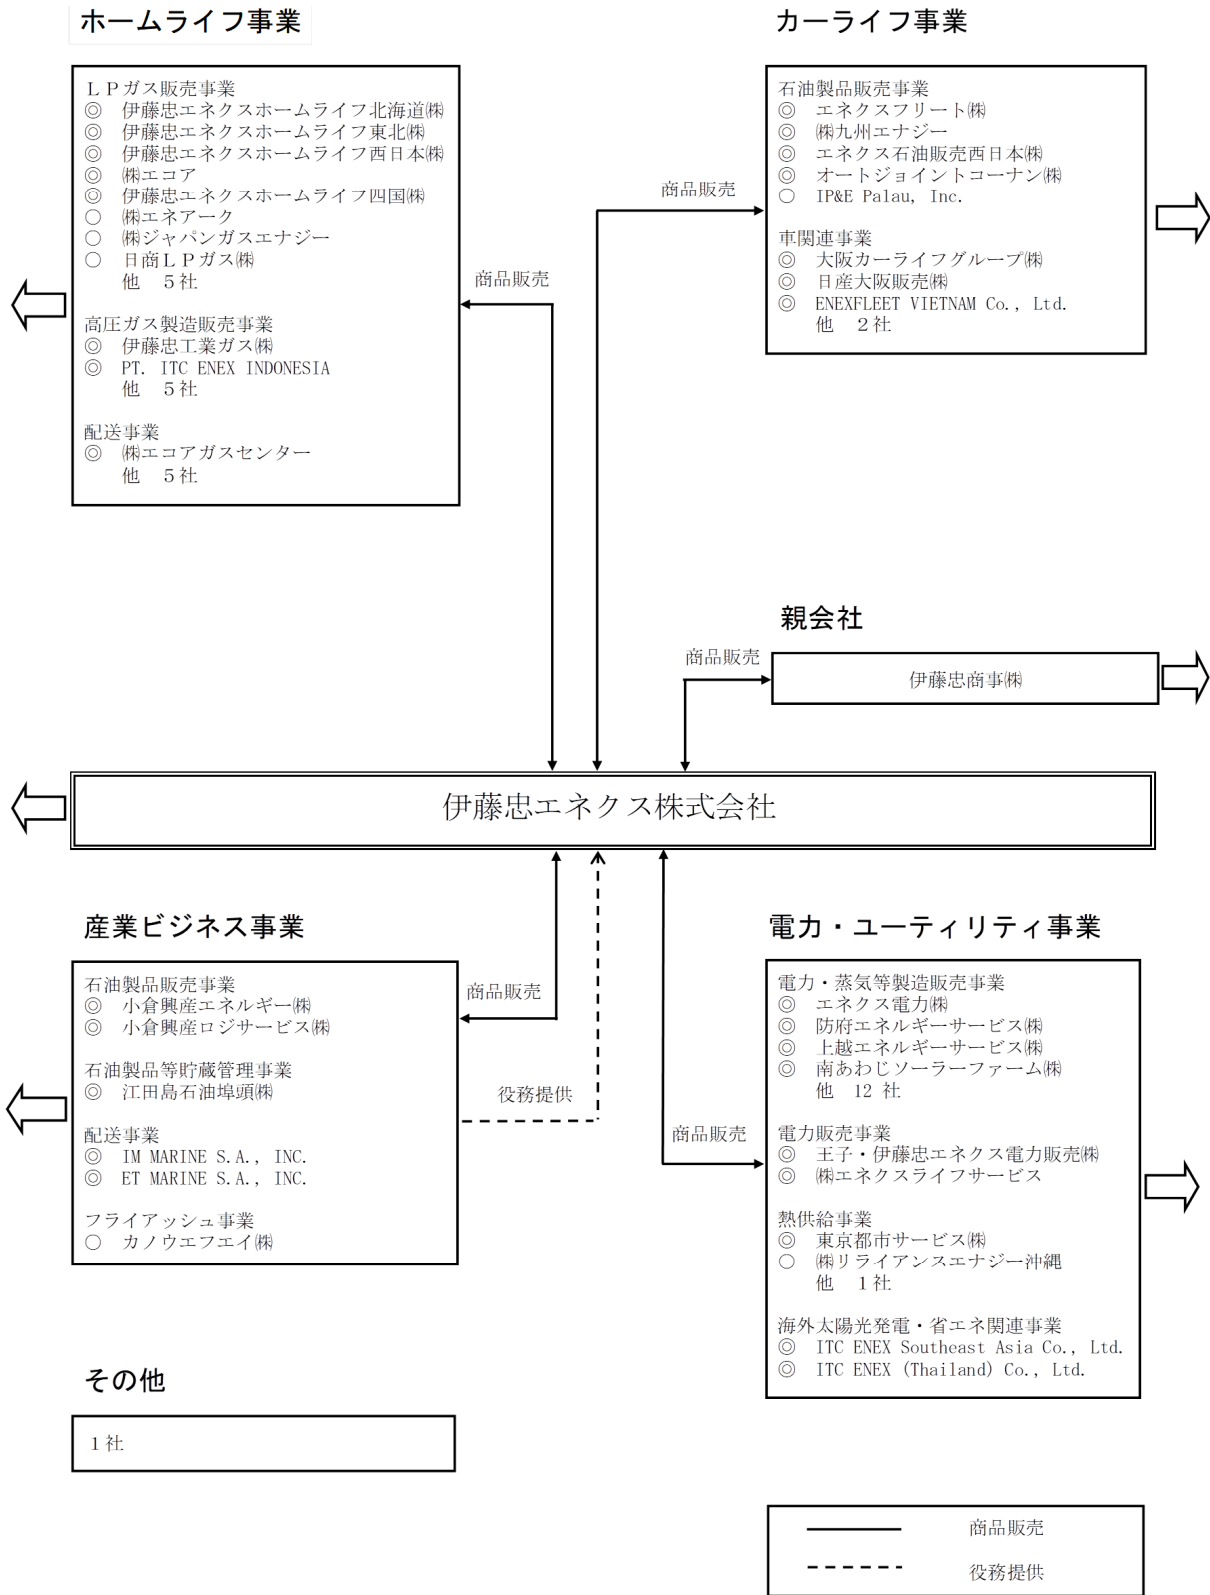 ホームライフ事業
LPガス販売事業
◎ 伊藤忠エネクスホームライフ北海道㈱
◎ 伊藤忠エネクスホームライフ東北㈱
◎ 伊藤忠エネクスホームライフ西日本㈱
◎ ㈱エコア
◎ 伊藤忠エネクスホームライフ四国㈱
○ ㈱エネアーク
○ ㈱ジャパンガスエナジー
○ 日商LPガス㈱
他 5社
高圧ガス製造販売事業
◎ 伊藤忠工業ガス㈱
◎ PT. ITC ENEX INDONESIA
他 5社
配送事業
◎ ㈱エコアガスセンター
他 5社
商品販売
カーライフ事業
石油製品販売事業
◎ エネクスフリート㈱
◎ ㈱九州エナジー
◎ エネクス石油販売西日本㈱
◎ オートジョイントコーナン㈱
○ IP&E Palau, Inc.
車関連事業
◎ 大阪カーライフグループ㈱
◎ 日産大阪販売㈱
◎ ENEXFLEET VIETNAM Co., Ltd.
他 2社
商品販売
親会社
商品販売
伊藤忠商事㈱
伊藤忠エネクス株式会社
産業ビジネス事業
石油製品販売事業
◎ 小倉興産エネルギー㈱
◎ 小倉興産ロジサービス㈱
石油製品等貯蔵管理事業
◎ 江田島石油埠頭㈱
配送事業
◎ IM MARINE S.A., INC.
◎ ET MARINE S.A., INC.
フライアッシュ事業
○ カノウエフエイ㈱
商品販売
役務提供
電力・ユーティリティ事業
電力・蒸気等製造販売事業
◎ エネクス電力㈱
◎ 防府エネルギーサービス㈱
◎ 上越エネルギーサービス㈱
◎ 南あわじソーラーファーム㈱
他 12 社
電力販売事業
◎ 王子・伊藤忠エネクス電力販売㈱
◎ ㈱エネクスライフサービス
熱供給事業
◎ 東京都市サービス㈱
○ ㈱リライアンスエナジー沖縄
他 1社
海外太陽光発電・省エネ関連事業
◎ ITC ENEX Southeast Asia Co., Ltd.
◎ ITC ENEX (Thailand) Co., Ltd.
商品販売
その他
1社
商品販売
役務提供